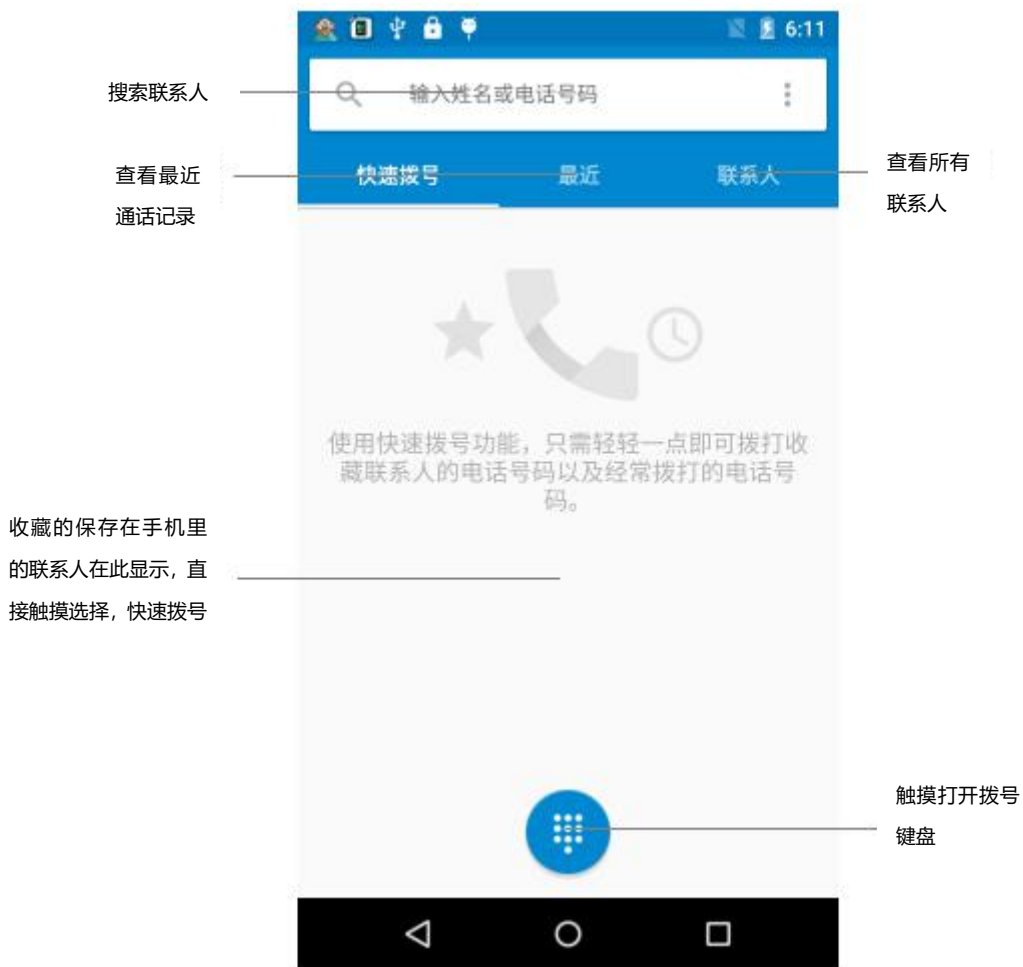 6:11
搜索联系人
输入姓名或电话号码
查看最近
通话记录
快速拨号
最近
联系人
查看所有
联系人
使用快速拨号功能，只需轻轻一点即可拨打收
藏联系人的电话号码以及经常拨打的电话号
码。
收藏的保存在手机里
的联系人在此显示，直
接触摸选择，快速拨号
触摸打开拨号
键盘